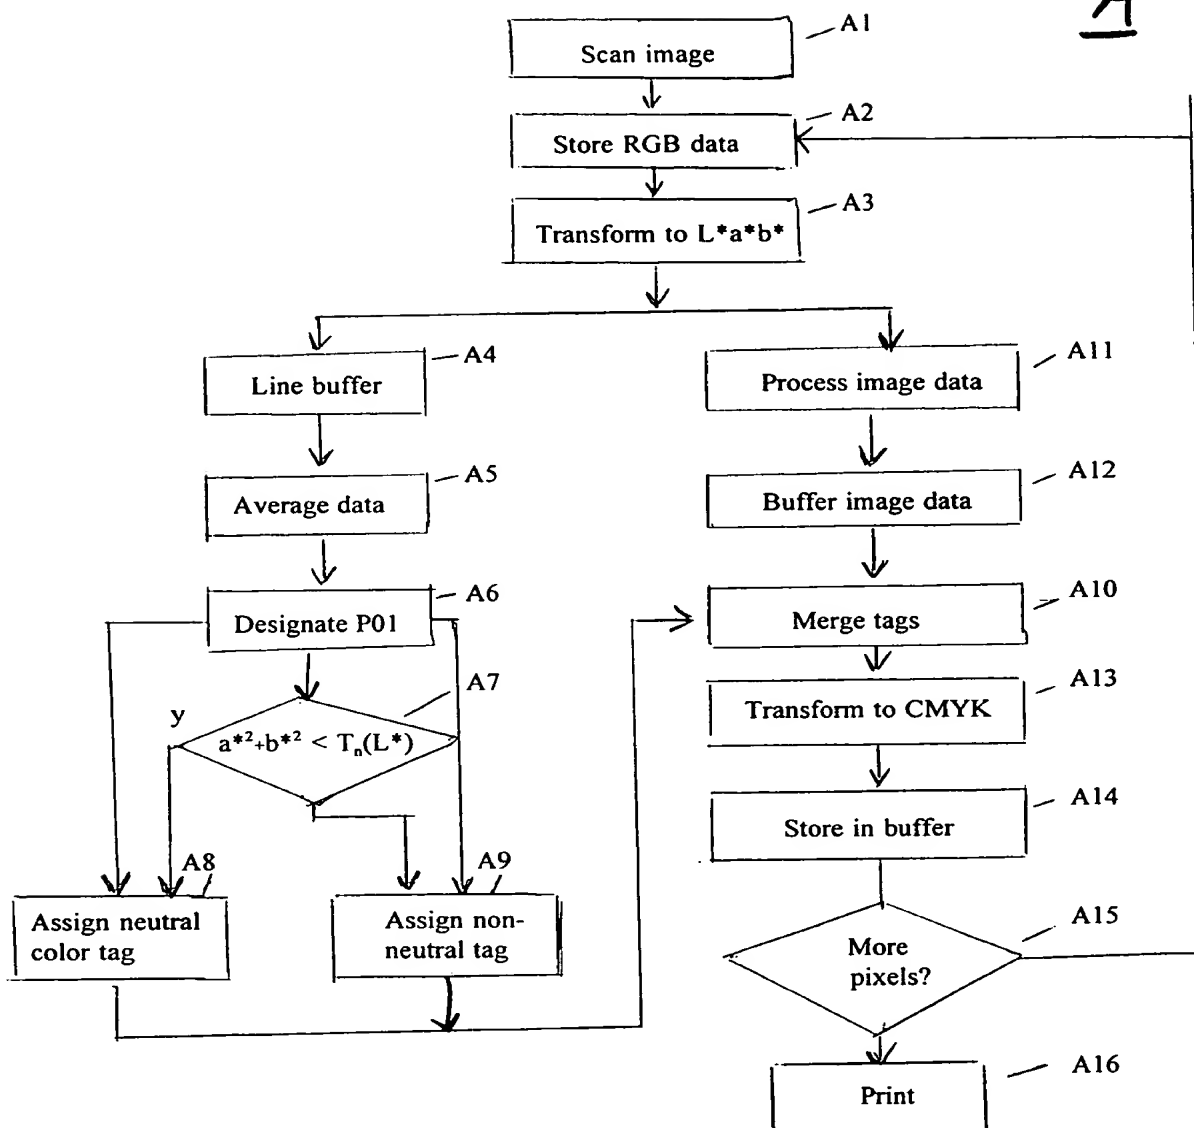 A
Scan image
A1
Store RGB data
A2
Transform to L*a*b*
A3
Line buffer
A4
Process image data
A11
Average data
A5
Buffer image data
A12
Designate P01
A6
Merge tags
A10
A7
y
a*²+b*² < Tₙ(L*)
Transform to CMYK
A13
Store in buffer
A14
A8
A9
Assign neutral
color tag
Assign non-
neutral tag
More
pixels?
A15
Print
A16